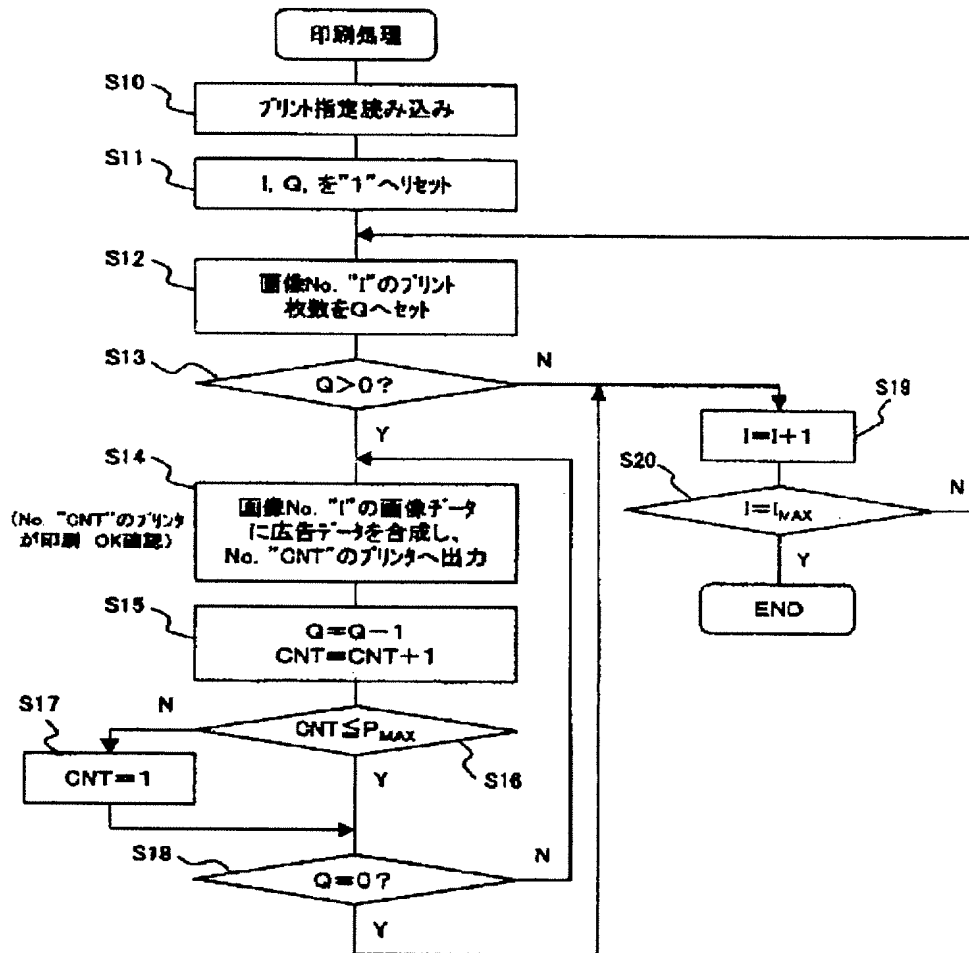 印刷処理
S10
プリント指定読み込み
S11
I, Q, を"1"へリセット
S12
画像No. "I"のプリント
枚数をQへセット
S13
Q>0?
N
Y
S19
I=I+1
S20
I=IMAX
N
Y
END
S14
(No. "CNT"のプリンタ
が印刷 OK確認)
画像No. "I"の画像データ
に広告データを合成し、
No. "CNT"のプリンタへ出力
S15
Q=Q-1
CNT=CNT+1
S17
N
CNT≦PMAX
S16
CNT=1
Y
S18
Q=0?
N
Y